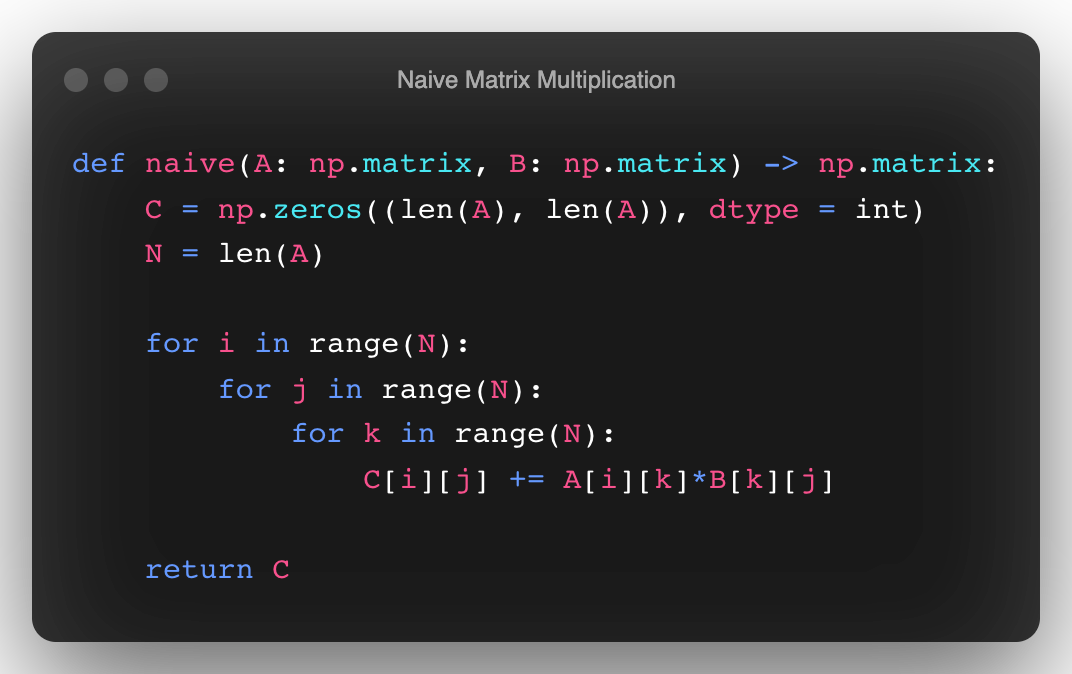 Naive Matrix Multiplication
def naive(A: np.matrix, B: np.matrix) -> np.matrix:
    C = np.zeros((len(A), len(A)), dtype = int)
    N = len(A)
    for i in range(N):
        for j in range(N):
            for k in range(N):
                C[i][j] += A[i][k]*B[k][j]
    return C